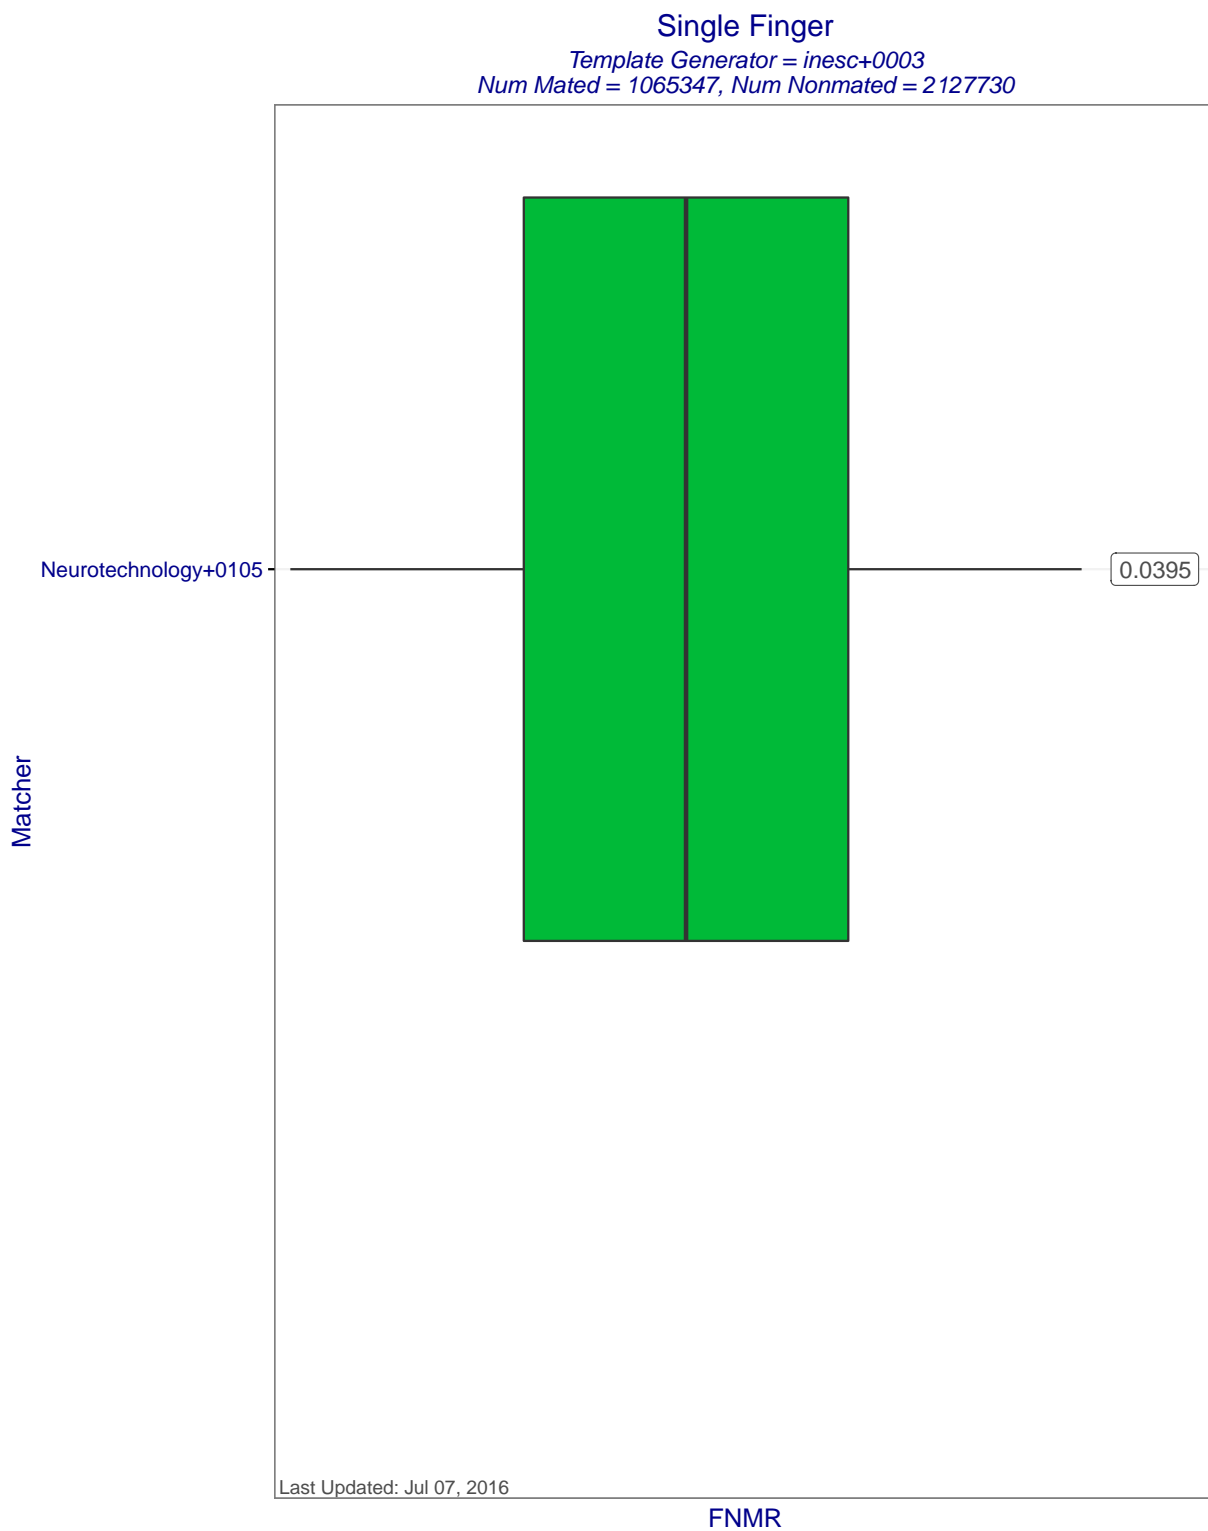 Single Finger
Template Generator = inesc+0003
Num Mated = 1065347, Num Nonmated = 2127730
Neurotechnology+0105
0.0395
Matcher
Last Updated: Jul 07, 2016
FNMR